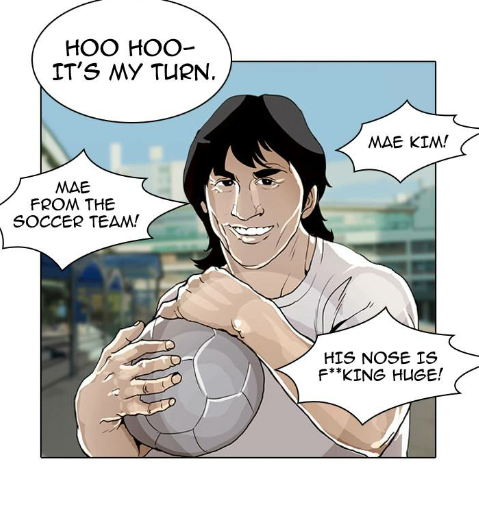 HOO HOO-
IT'S MY TURN.
MAE KIM!
MAE
FROM THE
SOCCER TEAM!
HIS NOSE IS
F**KING HUGE!